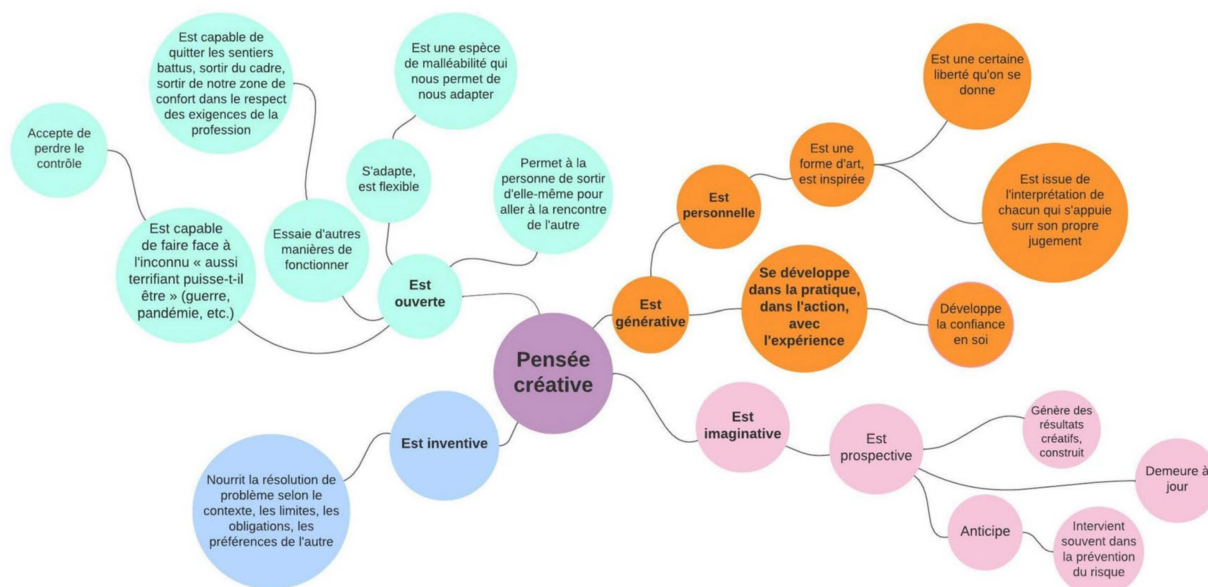 Est capable de
quitter les sentiers
battus, sortir du cadre,
sortir de notre zone de
confort dans le respect
des exigences de la
profession
Est une espèce
de malléabilité qui
nous permet de
nous adapter
Accepte de
perdre le
contrôle
S'adapte,
est flexible
Permet à la
personne de sortir
d'elle-même pour
aller à la rencontre
de l'autre
Est capable
de faire face à
l'inconnu « aussi
terrifiant puisse-t-il
être » (guerre,
pandémie, etc.)
Essaie d'autres
manières de
fonctionner
Est
ouverte
Pensée
créative
Est inventive
Nourrit la résolution de
problème selon le
contexte, les limites, les
obligations, les
préférences de l'autre
Est une certaine
liberté qu'on se
donne
Est une
forme d'art,
est inspirée
Est
personnelle
Est issue de
l'interprétation de
chacun qui s'appuie
surr son propre
jugement
Est
générative
Se développe
dans la pratique,
dans l'action,
avec
l'expérience
Développe
la confiance
en soi
Est
imaginative
Est
prospective
Génère des
résultats
créatifs,
construit
Demeure à
jour
Anticipe
Intervient
souvent dans
la prévention
du risque